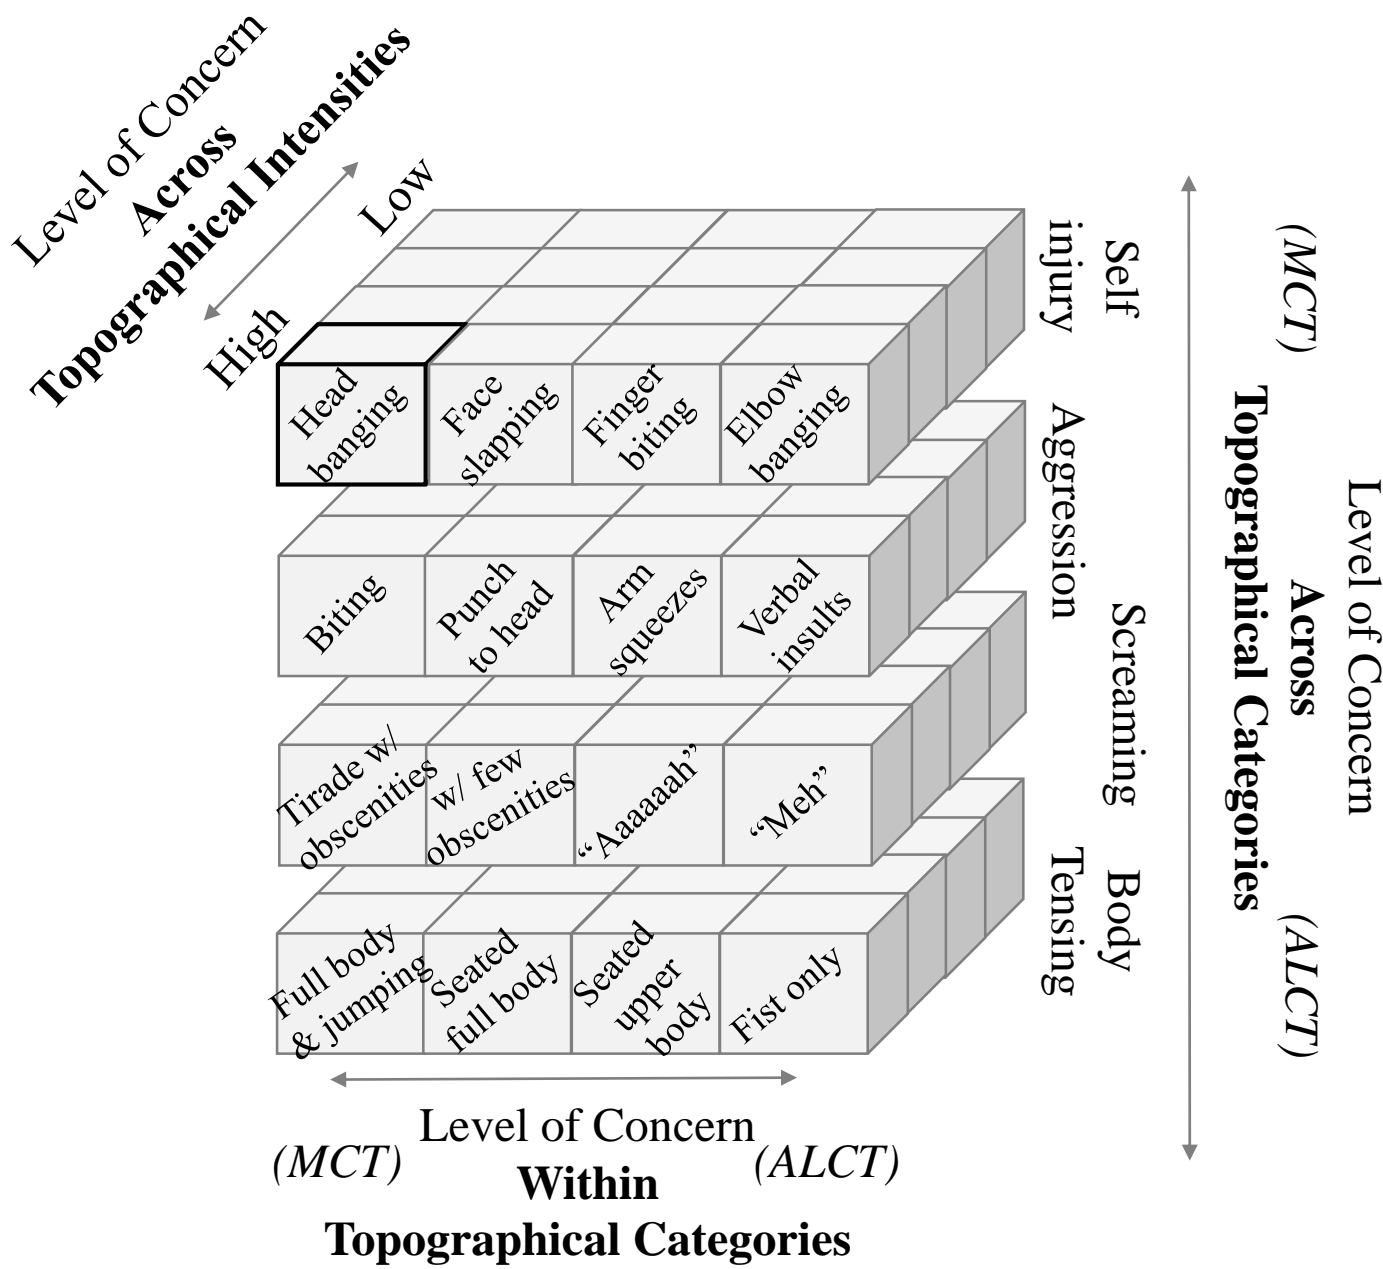 Level of Concern
Across
Topographical Intensities
Low
High
Self
injury
Head
banging
Face
slapping
Finger
biting
Elbow
banging
Aggression
Biting
Punch
to head
Arm
squeezes
Verbal
insults
Screaming
Tirade w/
obscenities
w/ few
obscenities
“Aaaaaah”
“Meh”
Body
Tensing
Full body
& jumping
Seated
full body
Seated
upper
body
Fist only
Level of Concern
(MCT)
(ALCT)
Within
Topographical Categories
Level of Concern
Across
Topographical Categories
(MCT)
(ALCT)